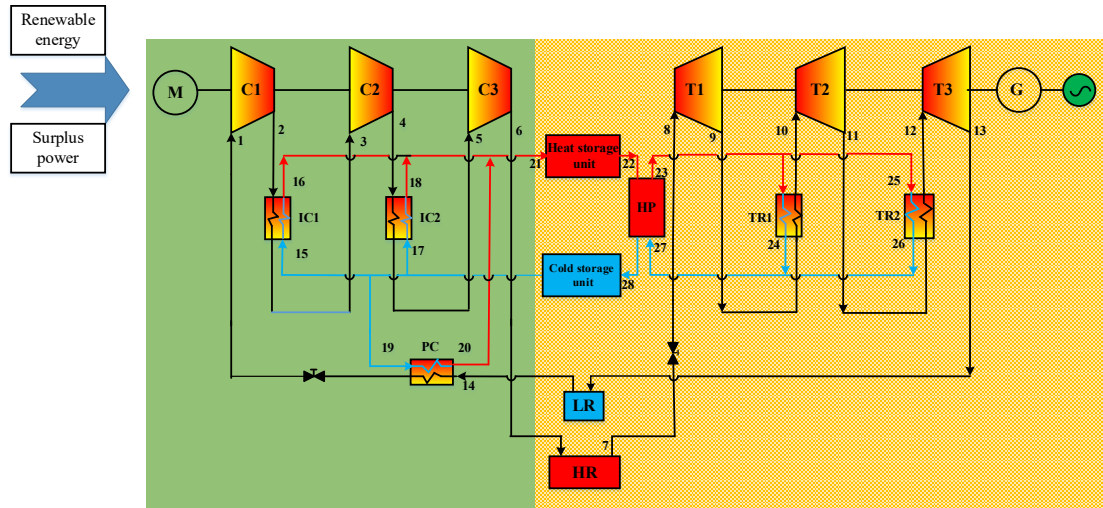 Renewable
energy
Surplus
power
M
C1
C2
C3
T1
T2
T3
G
1
2
3
4
5
6
8
9
10
11
12
13
16
18
21
Heat storage
unit
22
23
25
IC1
IC2
HP
TR1
TR2
15
17
24
26
27
Cold storage
unit
28
19
PC
20
14
LR
7
HR